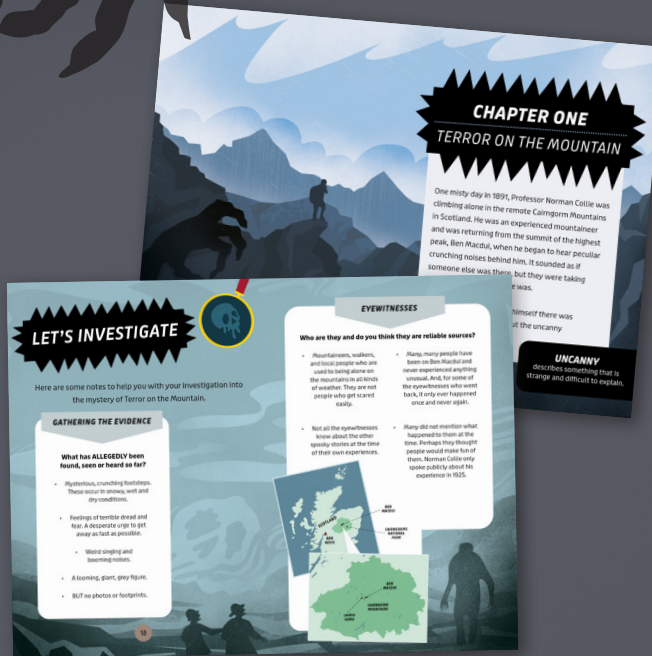 CHAPTER ONE
TERROR ON THE MOUNTAIN
One misty day in 1891, Professor Norman Collie was
climbing alone in the remote Cairngorm Mountains
in Scotland. He was an experienced mountaineer
and was returning from the summit of the highest
peak, Ben Macdui, when he began to hear peculiar
crunching noises behind him. It sounded as if
someone else was there, but they were taking
e was.
himself there was
ut the uncanny
UNCANNY
describes something that is
strange and difficult to explain.
LET'S INVESTIGATE
Here are some notes to help you with your investigation into
the mystery of Terror on the Mountain.
GATHERING THE EVIDENCE
What has ALLEGEDLY been
found, seen or heard so far?
• Mysterious, crunching footsteps.
These occur in snowy, wet and
dry conditions.
• Feelings of terrible dread and
fear. A desperate urge to get
away as fast as possible.
• Weird singing and
booming noises.
• A looming, giant, grey figure.
• BUT no photos or footprints.
18
EYEWITNESSES
Who are they and do you think they are reliable sources?
• Mountaineers, walkers,
and local people who are
used to being alone on
the mountains in all kinds
of weather. They are not
people who get scared
easily.
• Not all the eyewitnesses
know about the other
spooky stories at the time
of their own experiences.
• Many, many people have
been on Ben Macdui and
never experienced anything
unusual. And, for some of
the eyewitnesses who went
back, it only ever happened
once and never again.
• Many did not mention what
happened to them at the
time. Perhaps they thought
people would make fun of
them. Norman Collie only
spoke publicly about his
experience in 1925.
SCOTLAND
BEN
MACDUI
CAIRNGORMS
NATIONAL
PARK
BEN
NEVIS
BEN
MACDUI
CAIRNGORM
MOUNTAINS